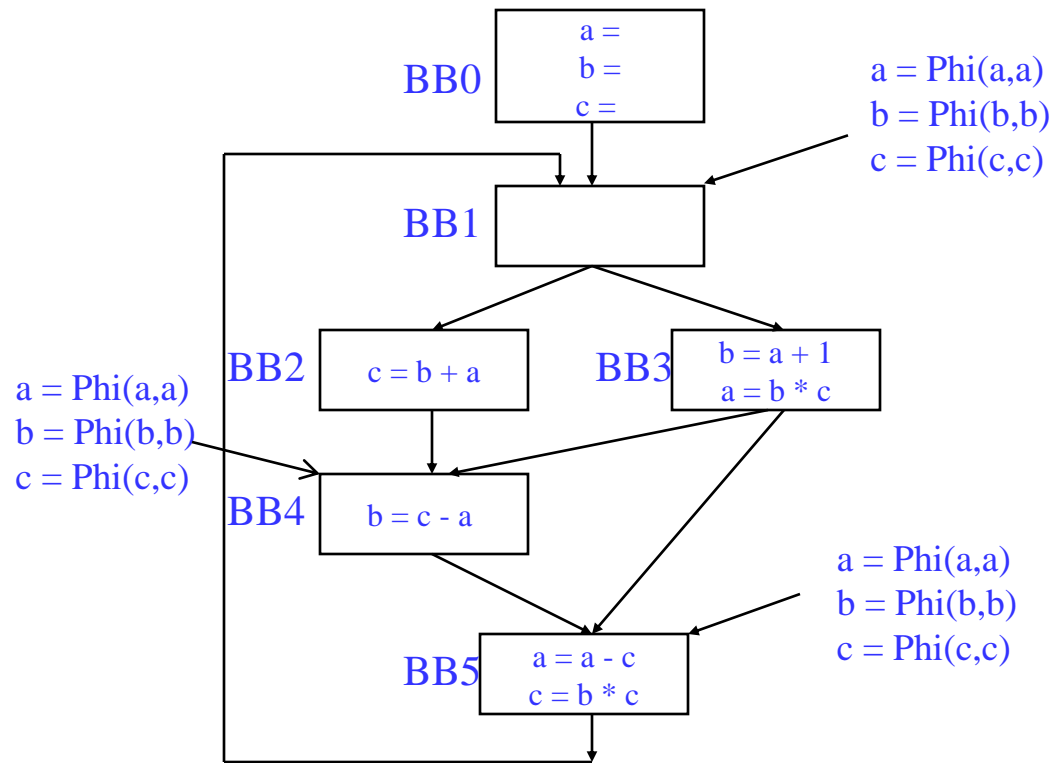 BB0
a =
b =
c =
a = Phi(a,a)
b = Phi(b,b)
c = Phi(c,c)
BB1
BB2
c = b + a
BB3
b = a + 1
a = b * c
a = Phi(a,a)
b = Phi(b,b)
c = Phi(c,c)
BB4
b = c - a
a = Phi(a,a)
b = Phi(b,b)
c = Phi(c,c)
BB5
a = a - c
c = b * c